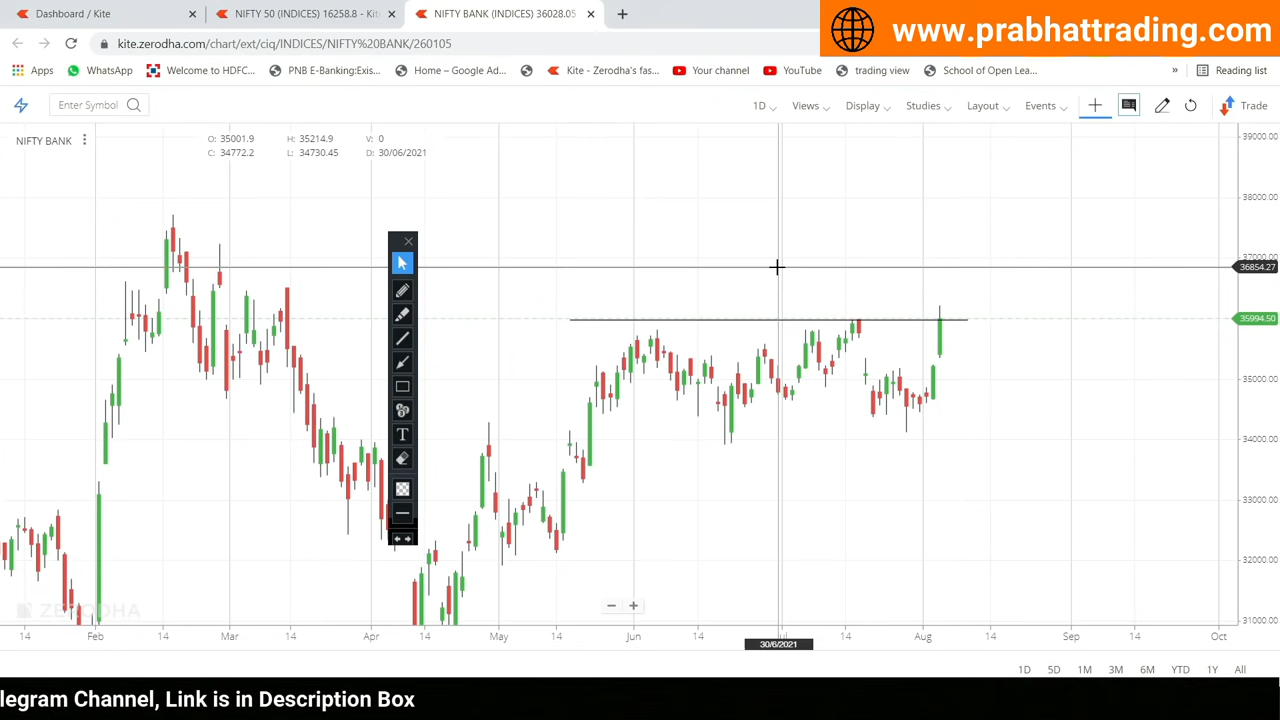 Dashboard / Kite
NIFTY 50 (INDICES) 16258.8 - Kite
NIFTY BANK (INDICES) 36028.05
www.prabhattrading.com
kite.zerodha.com/chart/ext/ciq/INDICES/NIFTY%20BANK/260105
Apps
WhatsApp
Welcome to HDFC...
PNB E-Banking:Exis...
Home – Google Ad...
Kite - Zerodha's fas...
Your channel
YouTube
trading view
School of Open Lea...
»
Reading list
Enter Symbol
1D
Views
Display
Studies
Layout
Events
Trade
NIFTY BANK
O: 35001.9 H: 35214.9 V: 0
C: 34772.2 L: 34730.45 D: 30/06/2021
39000.00
38000.00
37000.00
36854.27
35994.50
35000.00
34000.00
33000.00
32000.00
31000.00
T
ZERODHA
14 Feb 14 Mar 14 Apr 14 May 14 Jun 14 Jul 14 Aug 14 Sep 14 Oct
30/6/2021
1D 5D 1M 3M 6M YTD 1Y All
legram Channel, Link is in Description Box